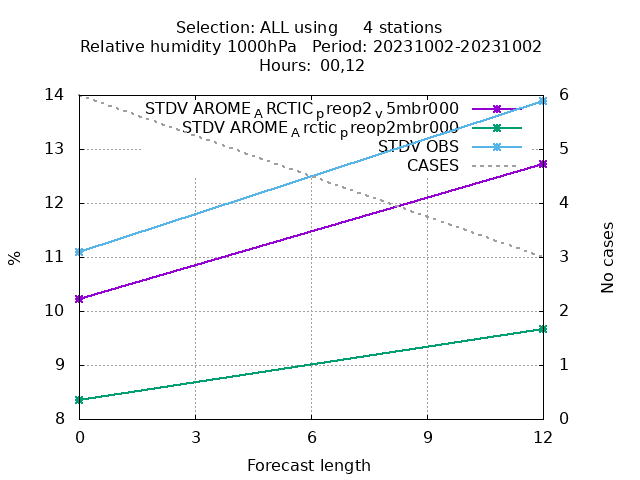 Selection: ALL using     4 stations
Relative humidity 1000hPa   Period: 20231002-20231002
Hours: 00,12
STDV AROME_ARCTIC_preop2_v5mbr000
STDV AROME_Arctic_preop2mbr000
STDV OBS
CASES
14
13
12
11
10
9
8
%
6
5
4
3
2
1
0
No cases
0 3 6 9 12
Forecast length